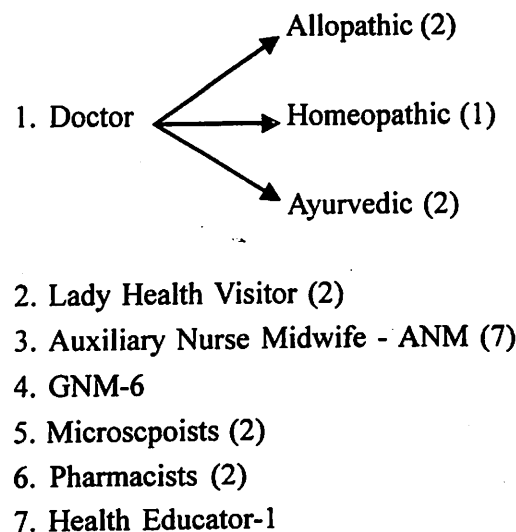 Allopathic (2)
1. Doctor
Homeopathic (1)
Ayurvedic (2)
2. Lady Health Visitor (2)
3. Auxiliary Nurse Midwife - ANM (7)
4. GNM-6
5. Microscpoists (2)
6. Pharmacists (2)
7. Health Educator-1